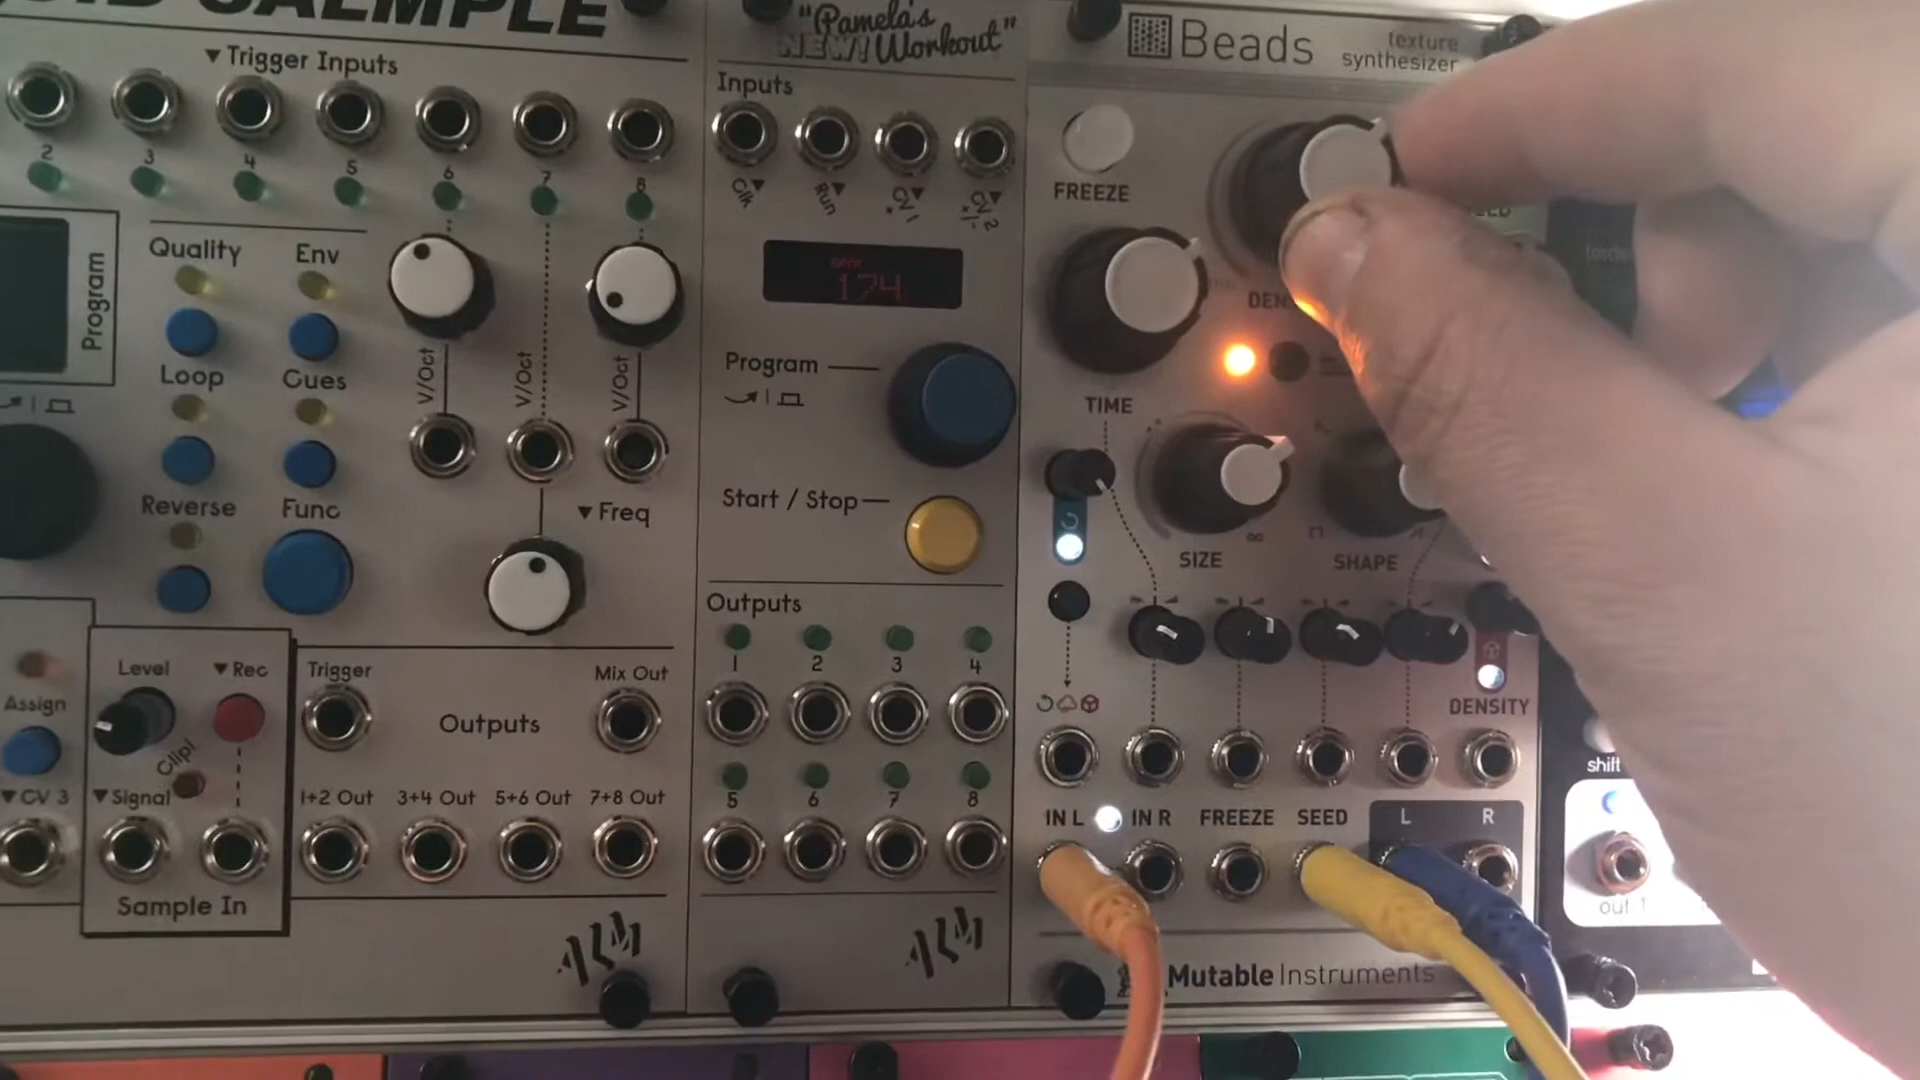 SALMPLE
▼ Trigger Inputs
2 3 4 5 6 7 8
Program
Quality
Env
Loop
Cues
Reverse
Func
V/Oct
V/Oct
V/Oct
▼ Freq
Assign
▼ CV 3
Level
▼ Rec
Clip!
▼ Signal
Sample In
Trigger
Mix Out
Outputs
1+2 Out
3+4 Out
5+6 Out
7+8 Out
ALM
"Pamela's
NEW! Workout"
Inputs
Clk▼
Run▼
174
Program
Start / Stop
Outputs
1 2 3 4
5 6 7 8
ALM
Beads
texture
synthesizer
FREEZE
DEN
TIME
SIZE
SHAPE
DENSITY
IN L
IN R
FREEZE
SEED
L
R
Mutable Instruments
shift
out 1